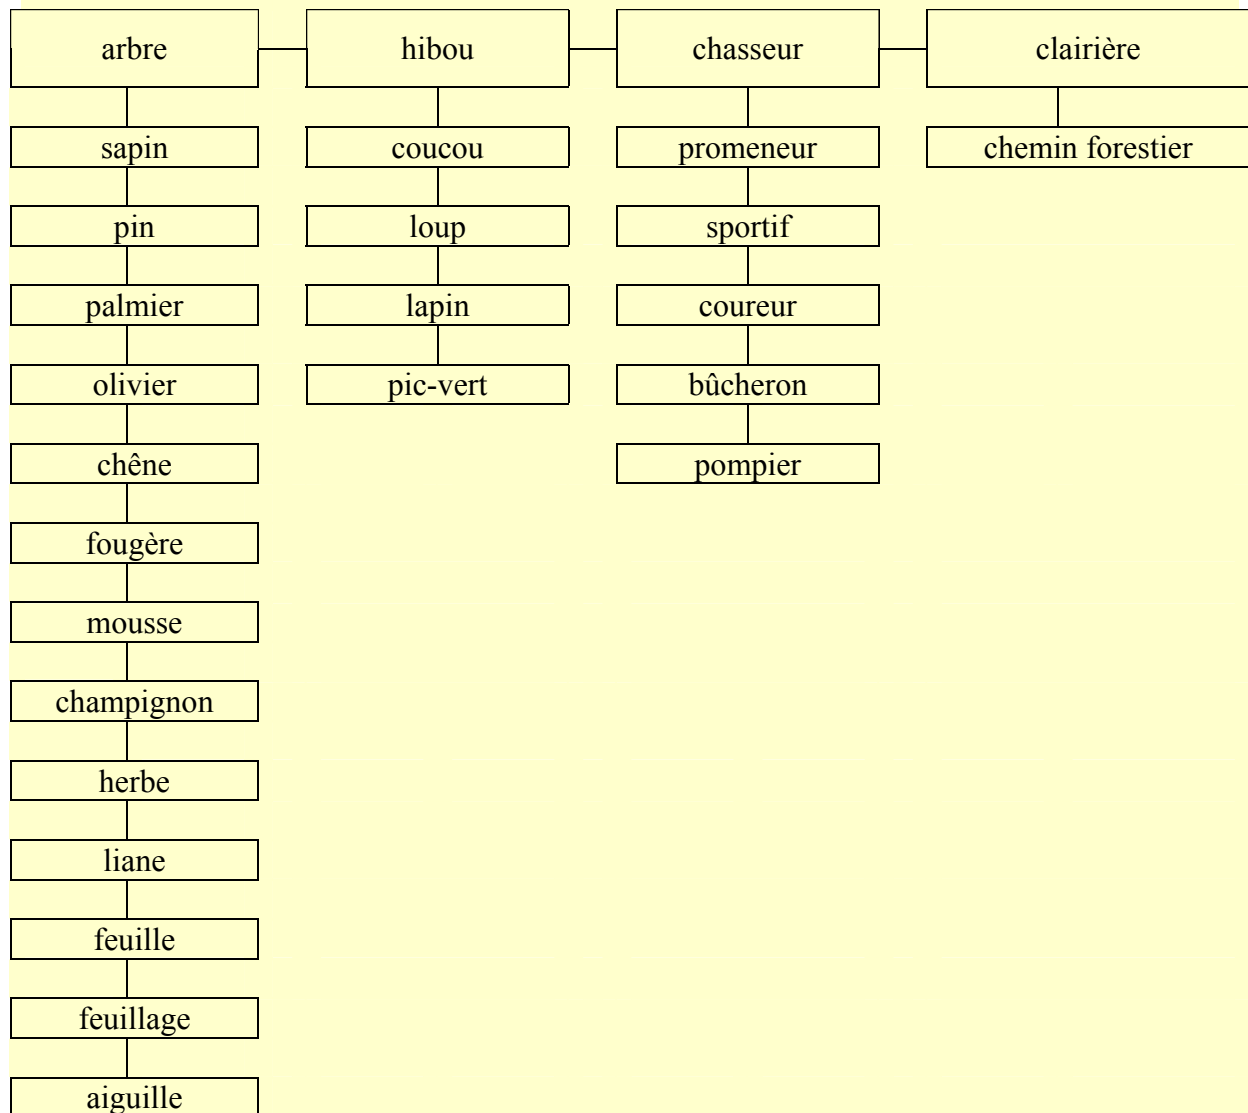 arbre hibou chasseur clairière
sapin coucou promeneur chemin forestier
pin loup sportif
palmier lapin coureur
olivier pic-vert bûcheron
chêne pompier
fougère
mousse
champignon
herbe
liane
feuille
feuillage
aiguille